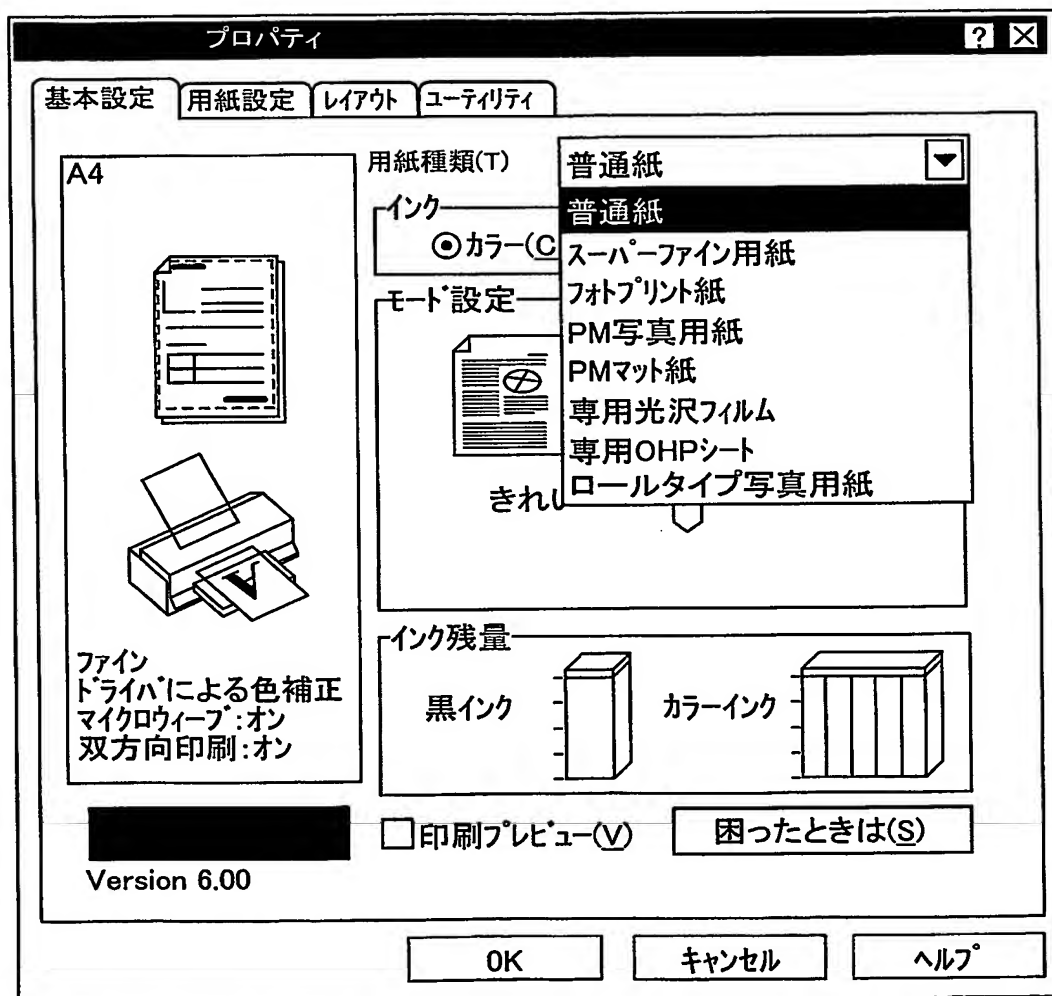 プロパティ
?
基本設定 用紙設定 レイアウト ユーティリティ
A4
用紙種類(T) 普通紙
普通紙
スーパーファイン用紙
フォトプリント紙
PM写真用紙
PMマット紙
専用光沢フィルム
専用OHPシート
ロールタイプ写真用紙
インク
カラー(C
モード設定
きれい
ファイン
ドライバによる色補正
マイクロウィーブ:オン
双方向印刷:オン
インク残量
黒インク カラーインク
印刷プレビュー(V) 困ったときは(S)
Version 6.00
OK キャンセル ヘルプ